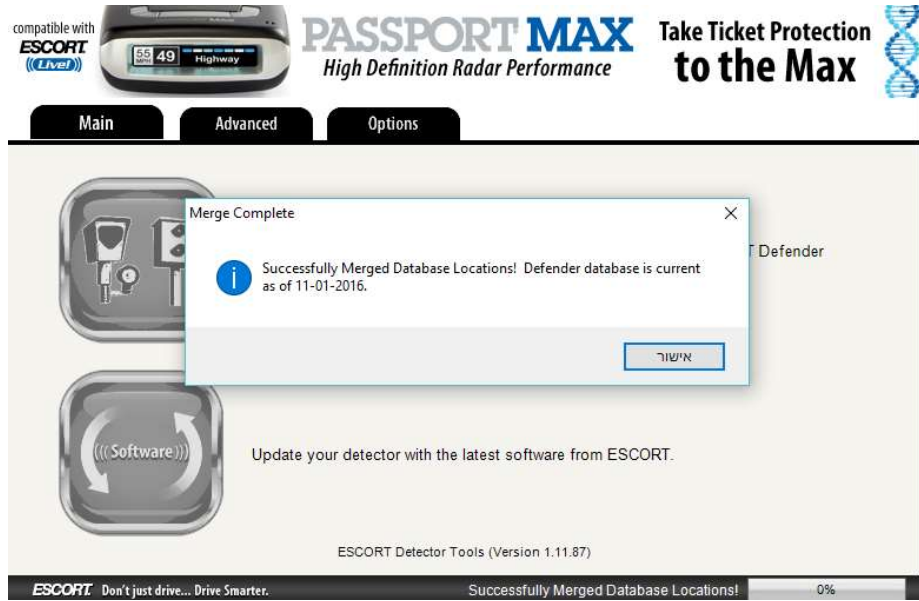 compatible with
ESCORT
((Live!))
55 MPH 49 Highway
PASSPORT MAX
High Definition Radar Performance
Take Ticket Protection
to the Max
Main
Advanced
Options
Merge Complete
Successfully Merged Database Locations! Defender database is current
as of 11-01-2016.
Defender
אישור
((( Software )))
Update your detector with the latest software from ESCORT.
ESCORT Detector Tools (Version 1.11.87)
ESCORT. Don't just drive... Drive Smarter.
Successfully Merged Database Locations!
0%